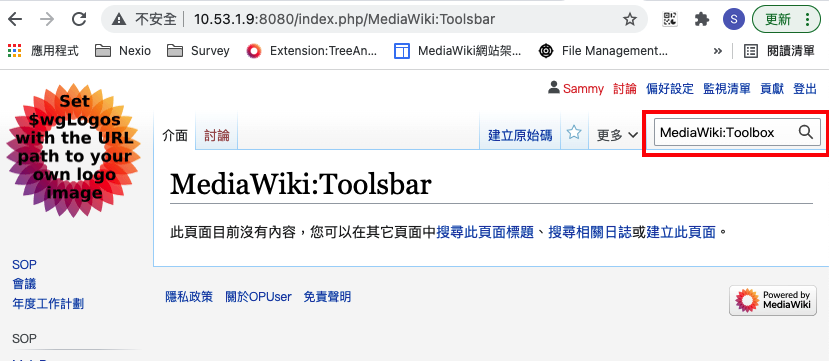 不安全 | 10.53.1.9:8080/index.php/MediaWiki:Toolsbar
S
更新
應用程式
Nexio
Survey
Extension:TreeAn...
MediaWiki網站架...
File Management...
»
閱讀清單
Sammy 討論 偏好設定 監視清單 貢獻 登出
Set
$wgLogos
with the URL
path to your
own logo
image
介面 討論 建立原始碼 更多 MediaWiki:Toolbox
MediaWiki:Toolsbar
此頁面目前沒有內容，您可以在其它頁面中搜尋此頁面標題、搜尋相關日誌或建立此頁面。
SOP
會議
年度工作計劃
SOP
隱私政策 關於OPUser 免責聲明
Powered by
MediaWiki